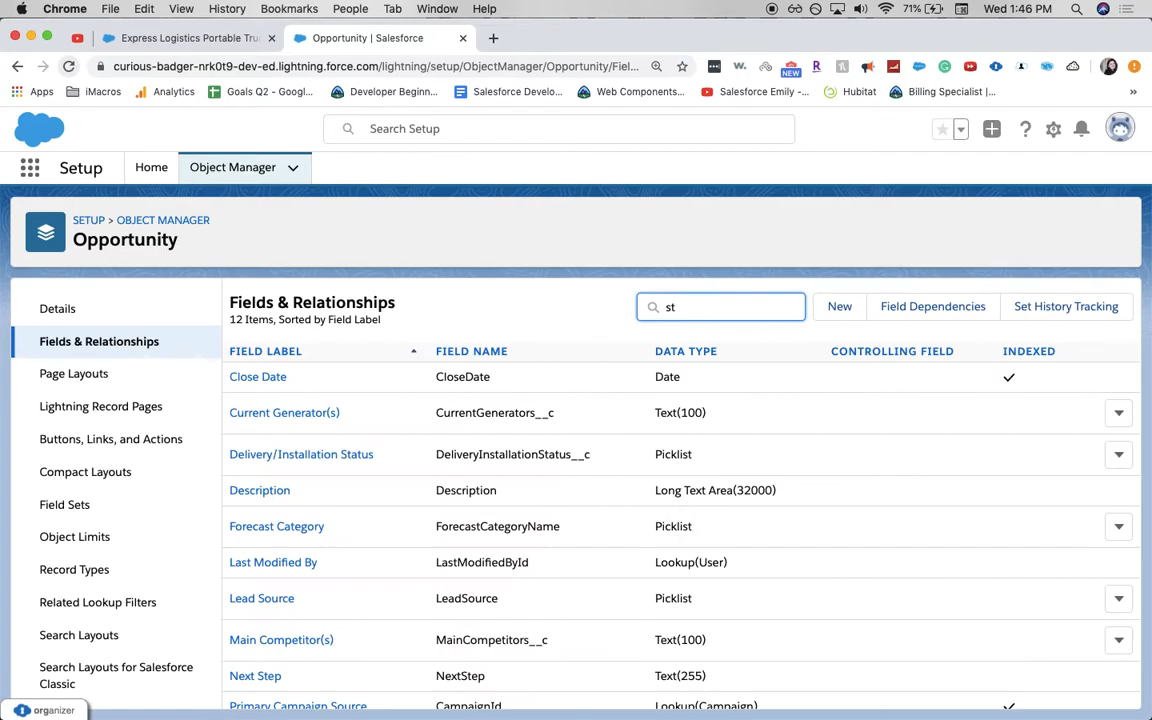 Chrome File Edit View History Bookmarks People Tab Window Help 71% Wed 1:46 PM
Express Logistics Portable Tru Opportunity | Salesforce
curious-badger-nrk0t9-dev-ed.lightning.force.com/lightning/setup/ObjectManager/Opportunity/Fiel... w. NEW R
Apps iMacros Analytics Goals Q2 - Googl... Developer Beginn... Salesforce Develo... Web Components... Salesforce Emily -... Hubitat Billing Specialist |... »
Search Setup
Setup Home Object Manager
SETUP > OBJECT MANAGER
Opportunity
Details
Fields & Relationships
Page Layouts
Lightning Record Pages
Buttons, Links, and Actions
Compact Layouts
Field Sets
Object Limits
Record Types
Related Lookup Filters
Search Layouts
Search Layouts for Salesforce
Classic
organizer
Fields & Relationships
12 Items, Sorted by Field Label
st New Field Dependencies Set History Tracking
FIELD LABEL FIELD NAME DATA TYPE CONTROLLING FIELD INDEXED
Close Date CloseDate Date
Current Generator(s) CurrentGenerators__c Text(100)
Delivery/Installation Status DeliveryInstallationStatus__c Picklist
Description Description Long Text Area(32000)
Forecast Category ForecastCategoryName Picklist
Last Modified By LastModifiedById Lookup(User)
Lead Source LeadSource Picklist
Main Competitor(s) MainCompetitors__c Text(100)
Next Step NextStep Text(255)
Primary Campaign Source CampaignId Lookup(Campaign)